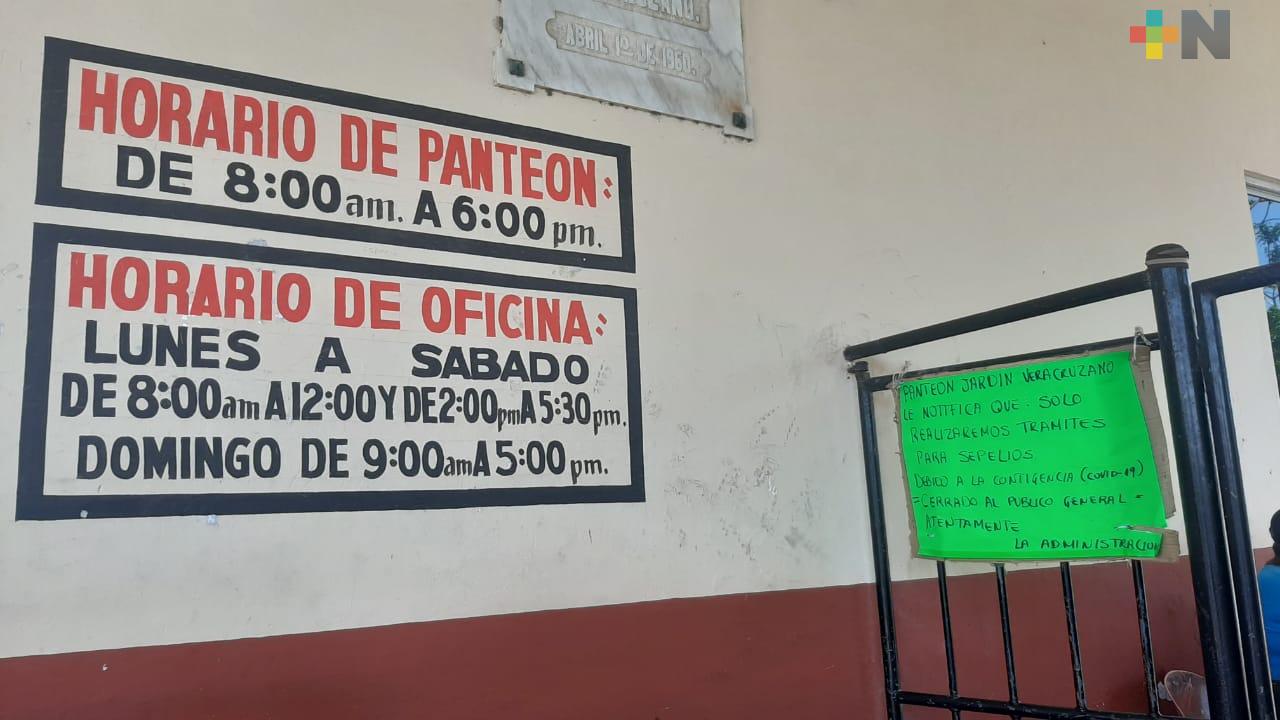 ABRIL 1º DE 1960.
+N
HORARIO DE PANTEON:
DE 8:00am. A 6:00 pm.
HORARIO DE OFICINA:
LUNES A SABADO
DE 8:00am A 12:00 Y DE 2:00pm A 5:30 pm.
DOMINGO DE 9:00am A 5:00 pm.
PANTEON JARDIN VERACRUZANO
LE NOTIFICA QUE. SOLO
REALIZAREMOS TRAMITES
PARA SEPELIOS
DEBIDO A LA CONTIGENCIA (COVID-19)
=CERRADO AL PUBLICO GENERAL=
ATENTAMENTE
LA ADMINISTRACION